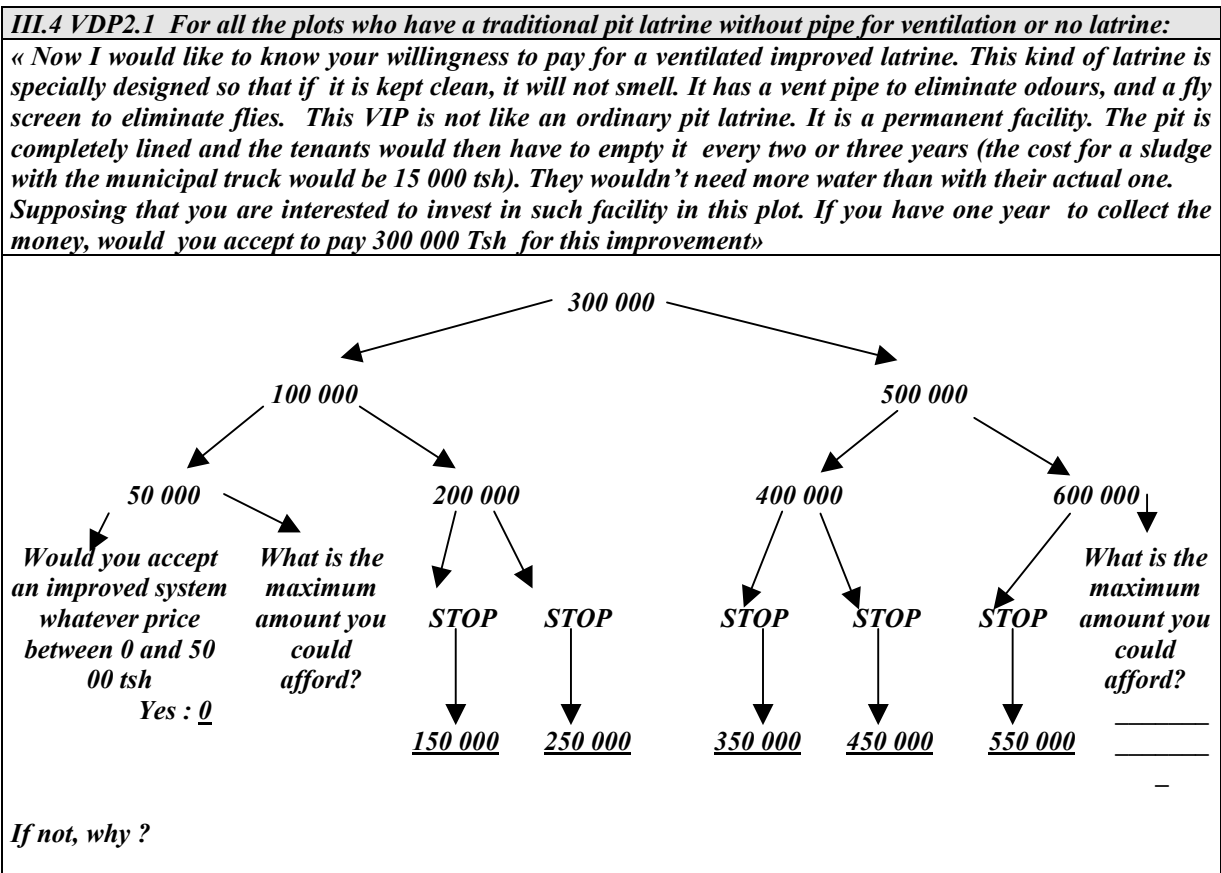 III.4 VDP2.1 For all the plots who have a traditional pit latrine without pipe for ventilation or no latrine:
« Now I would like to know your willingness to pay for a ventilated improved latrine. This kind of latrine is
specially designed so that if it is kept clean, it will not smell. It has a vent pipe to eliminate odours, and a fly
screen to eliminate flies. This VIP is not like an ordinary pit latrine. It is a permanent facility. The pit is
completely lined and the tenants would then have to empty it every two or three years (the cost for a sludge
with the municipal truck would be 15 000 tsh). They wouldn't need more water than with their actual one.
Supposing that you are interested to invest in such facility in this plot. If you have one year to collect the
money, would you accept to pay 300 000 Tsh for this improvement»
300 000
100 000
500 000
50 000
200 000
400 000
600 000
Would you accept
an improved system
whatever price
between 0 and 50
00 tsh
Yes : 0
What is the
maximum
amount you
could
afford?
STOP
STOP
STOP
STOP
STOP
What is the
maximum
amount you
could
afford?
150 000
250 000
350 000
450 000
550 000
_______
_______
_
If not, why ?